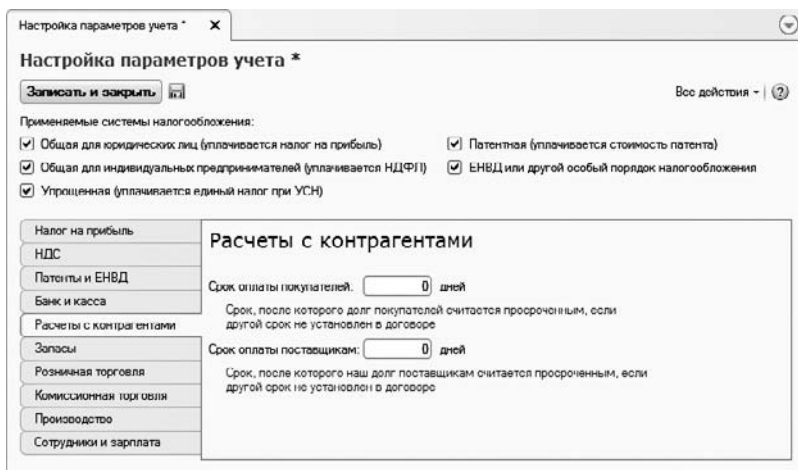 Настройка параметров учета *
Настройка параметров учета *
Записать и закрыть
Все действия
?
Применяемые системы налогообложения:
Общая для юридических лиц (уплачивается налог на прибыль)
Патентная (уплачивается стоимость патента)
Общая для индивидуальных предпринимателей (уплачивается НДФЛ)
ЕНВД или другой особый порядок налогообложения
Упрощенная (уплачивается единый налог при УСН)
Налог на прибыль
НДС
Патенты и ЕНВД
Банк и касса
Расчеты с контрагентами
Запасы
Розничная торговля
Комиссионная торговля
Производство
Сотрудники и зарплата
Расчеты с контрагентами
Срок оплаты покупателей: 0 дней
Срок, после которого долг покупателей считается просроченным, если
другой срок не установлен в договоре
Срок оплаты поставщикам: 0 дней
Срок, после которого наш долг поставщикам считается просроченным, если
другой срок не установлен в договоре